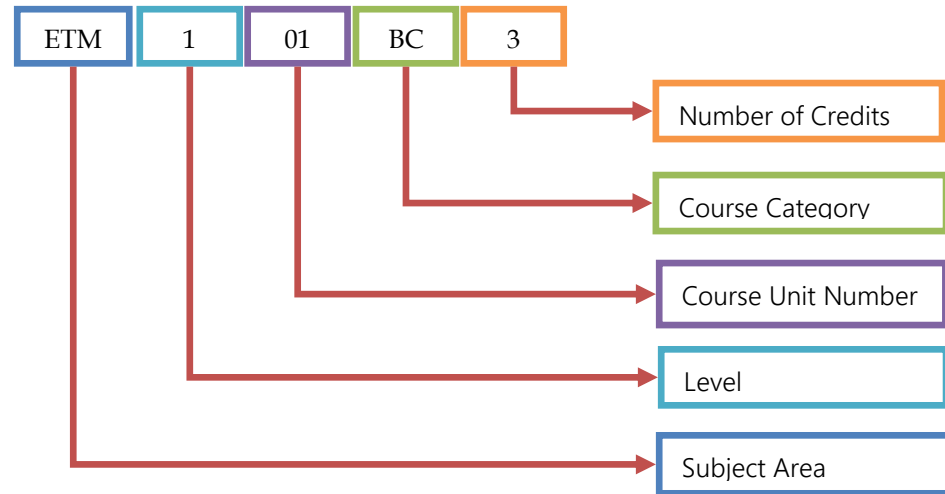 ETM 1 01 BC 3
Number of Credits
Course Category
Course Unit Number
Level
Subject Area